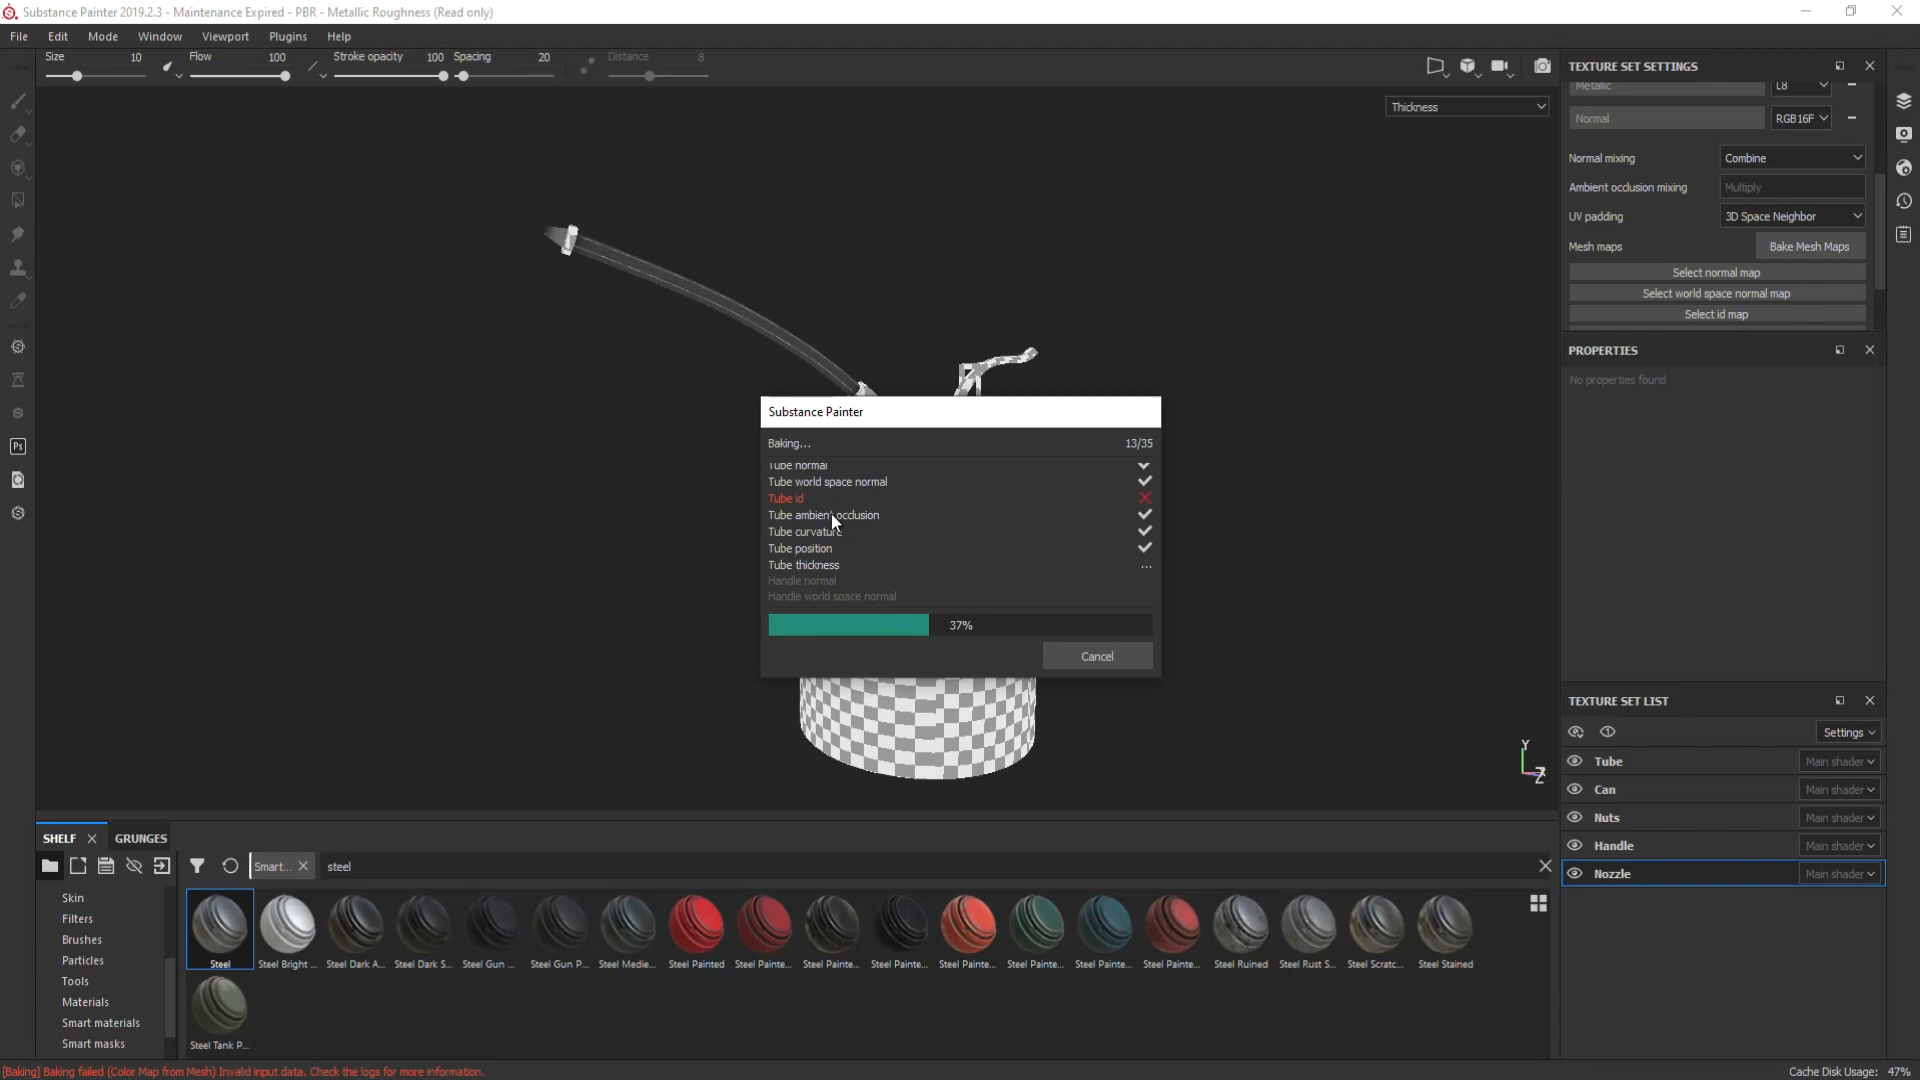 Substance Painter 2019.2.3 - Maintenance Expired - PBR - Metallic Roughness (Read only)
File Edit Mode Window Viewport Plugins Help
Size 10 Flow 100 Stroke opacity 100 Spacing 20 Distance 8
Thickness
TEXTURE SET SETTINGS
Metallic L8
Normal RGB16F
Normal mixing Combine
Ambient occlusion mixing Multiply
UV padding 3D Space Neighbor
Mesh maps Bake Mesh Maps
Select normal map
Select world space normal map
Select id map
PROPERTIES
No properties found
Substance Painter
Baking... 13/35
Tube normal
Tube world space normal
Tube id
Tube ambient occlusion
Tube curvature
Tube position
Tube thickness ...
Handle normal
Handle world space normal
37%
Cancel
Y
Z
TEXTURE SET LIST
Settings
Tube Main shader
Can Main shader
Nuts Main shader
Handle Main shader
Nozzle Main shader
SHELF GRUNGES
Smart... steel
Skin
Filters
Brushes
Particles
Tools
Materials
Smart materials
Smart masks
Ps
Steel Steel Bright ... Steel Dark A... Steel Dark S... Steel Gun ... Steel Gun P... Steel Medie... Steel Painted Steel Painte... Steel Painte... Steel Painte... Steel Painte... Steel Painte... Steel Painte... Steel Painte... Steel Ruined Steel Rust S... Steel Scratc... Steel Stained
Steel Tank P...
[Baking] Baking failed (Color Map from Mesh) Invalid input data. Check the logs for more information.
Cache Disk Usage: 47%